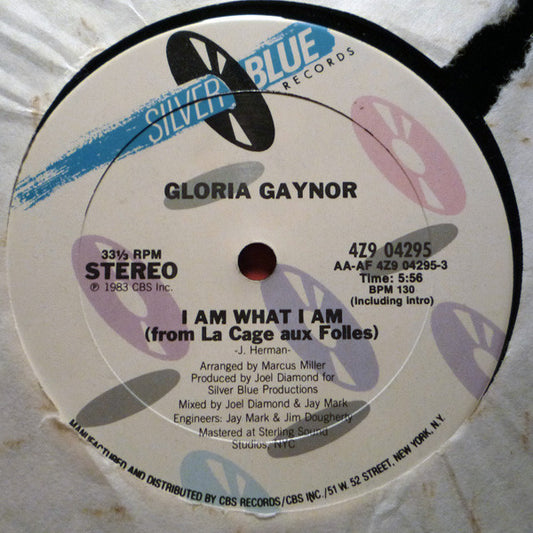 SILVER BLUE
RECORDS
GLORIA GAYNOR
33⅓ RPM
STEREO
℗ 1983 CBS Inc.
4Z9 04295
AA-AF 4Z9 04295-3
Time: 5:56
BPM 130
(Including Intro)
I AM WHAT I AM
(from La Cage aux Folles)
-J. Herman-
Arranged by Marcus Miller
Produced by Joel Diamond for
Silver Blue Productions
Mixed by Joel Diamond & Jay Mark
Engineers: Jay Mark & Jim Dougherty
Mastered at Sterling Sound
Studios, NYC
MANUFACTURED AND DISTRIBUTED BY CBS RECORDS/CBS INC./51 W. 52 STREET, NEW YORK, N.Y.